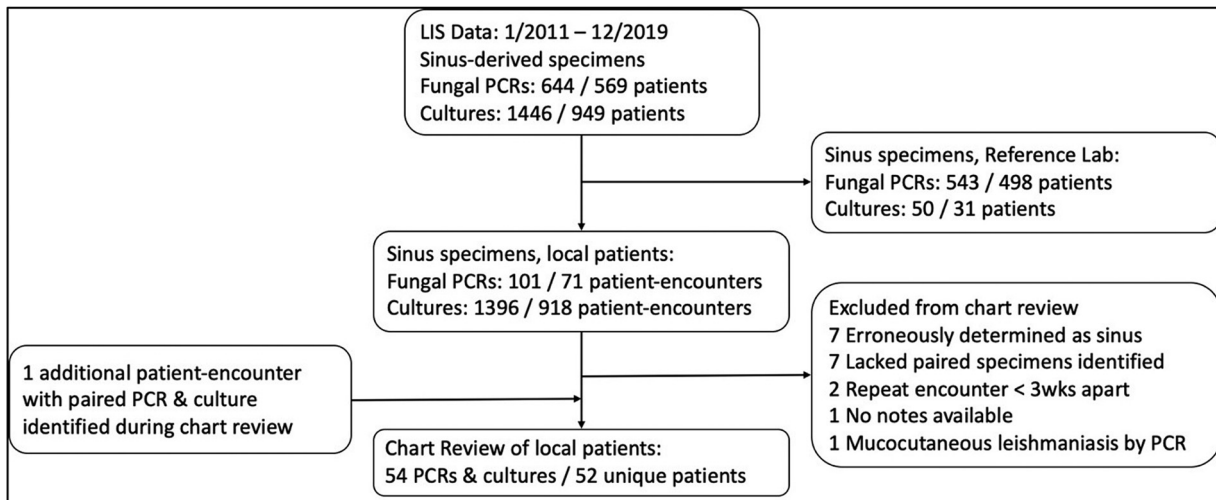 LIS Data: 1/2011 – 12/2019
Sinus-derived specimens
Fungal PCRs: 644 / 569 patients
Cultures: 1446 / 949 patients
Sinus specimens, Reference Lab:
Fungal PCRs: 543 / 498 patients
Cultures: 50 / 31 patients
Sinus specimens, local patients:
Fungal PCRs: 101 / 71 patient-encounters
Cultures: 1396 / 918 patient-encounters
Excluded from chart review
7 Erroneously determined as sinus
7 Lacked paired specimens identified
2 Repeat encounter < 3wks apart
1 No notes available
1 Mucocutaneous leishmaniasis by PCR
1 additional patient-encounter
with paired PCR & culture
identified during chart review
Chart Review of local patients:
54 PCRs & cultures / 52 unique patients